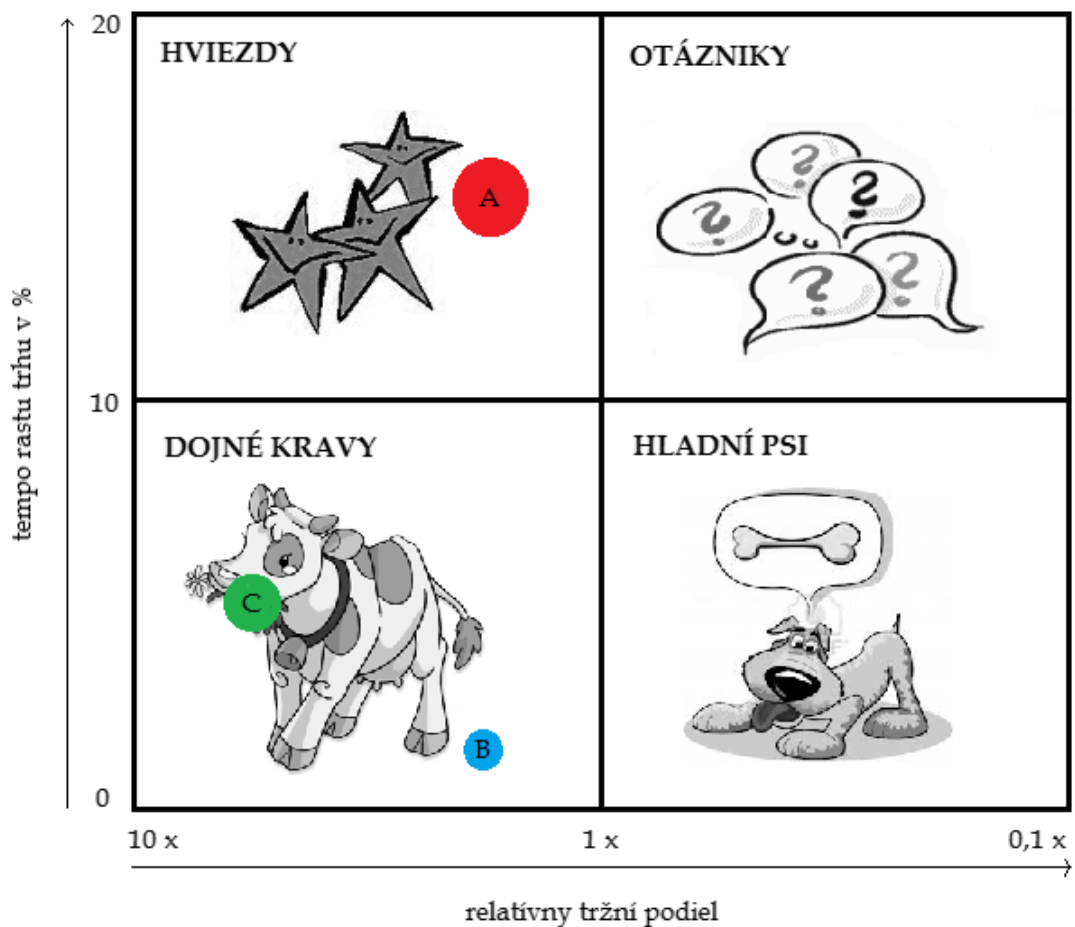 20
HVIEZDY
OTÁZNIKY
A
? ? ? ? ?
tempo rastu trhu v %
10
DOJNÉ KRAVY
HLADNÍ PSI
C
B
0
10 x
1 x
0,1 x
relatívny tržní podiel